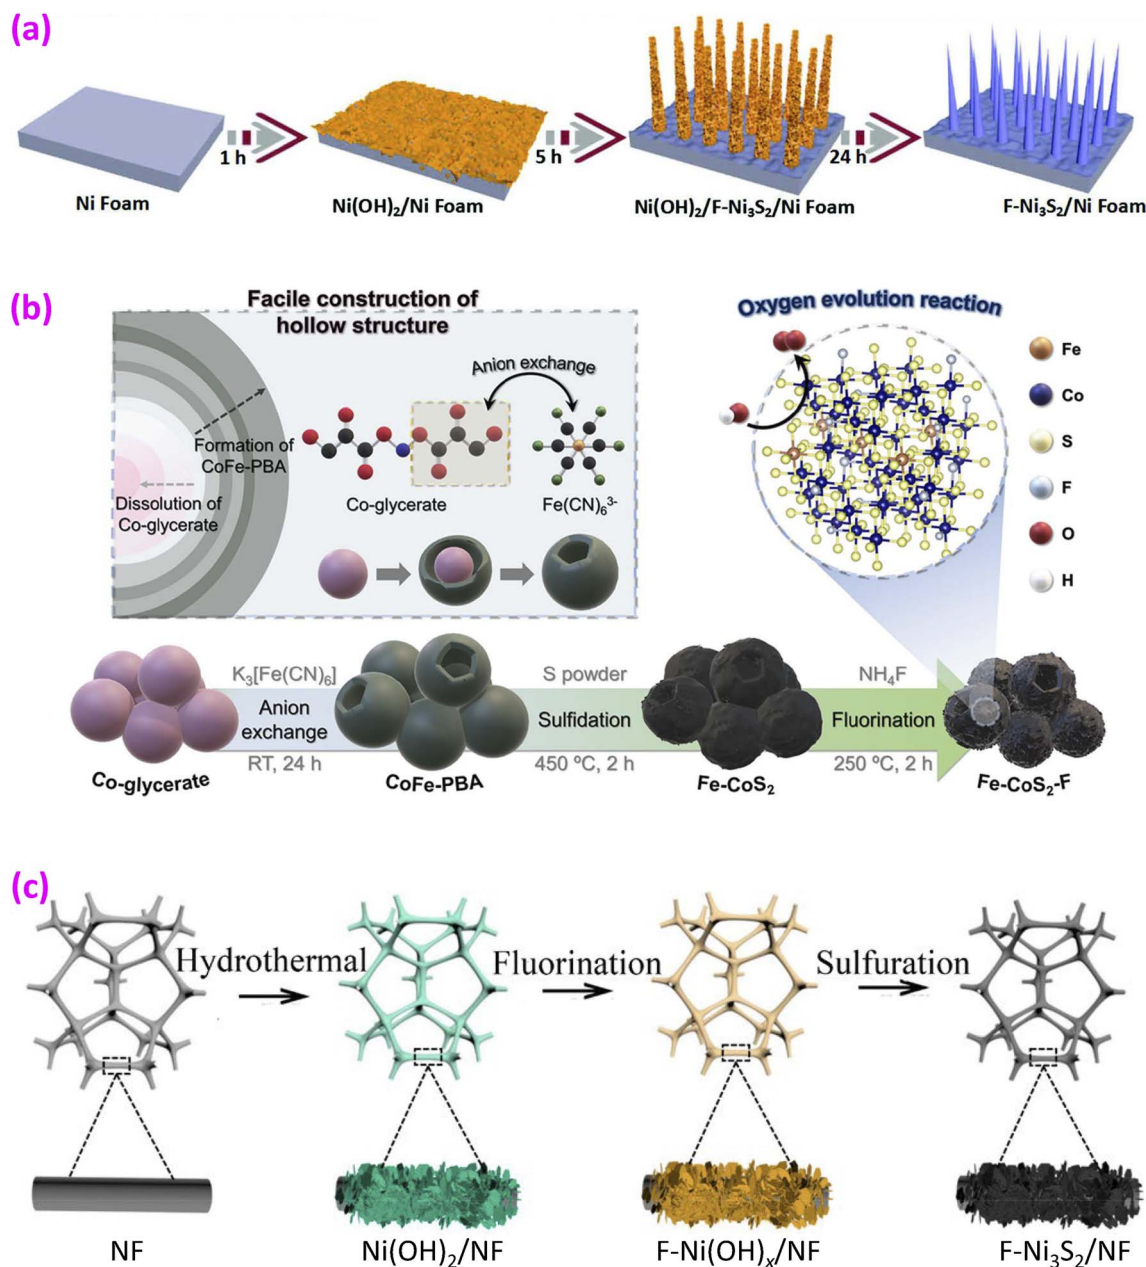 (a)
1 h
5 h
24 h
Ni Foam
Ni(OH)₂/Ni Foam
Ni(OH)₂/F-Ni₃S₂/Ni Foam
F-Ni₃S₂/Ni Foam
(b)
Facile construction of
hollow structure
Anion exchange
Formation of
CoFe-PBA
Dissolution of
Co-glycerate
Co-glycerate
Fe(CN)₆³⁻
Oxygen evolution reaction
Fe
Co
S
F
O
H
K₃[Fe(CN)₆]
Anion
exchange
RT, 24 h
S powder
Sulfidation
450 ºC, 2 h
NH₄F
Fluorination
250 ºC, 2 h
Co-glycerate
CoFe-PBA
Fe-CoS₂
Fe-CoS₂-F
(c)
Hydrothermal
Fluorination
Sulfuration
NF
Ni(OH)₂/NF
F-Ni(OH)ₓ/NF
F-Ni₃S₂/NF